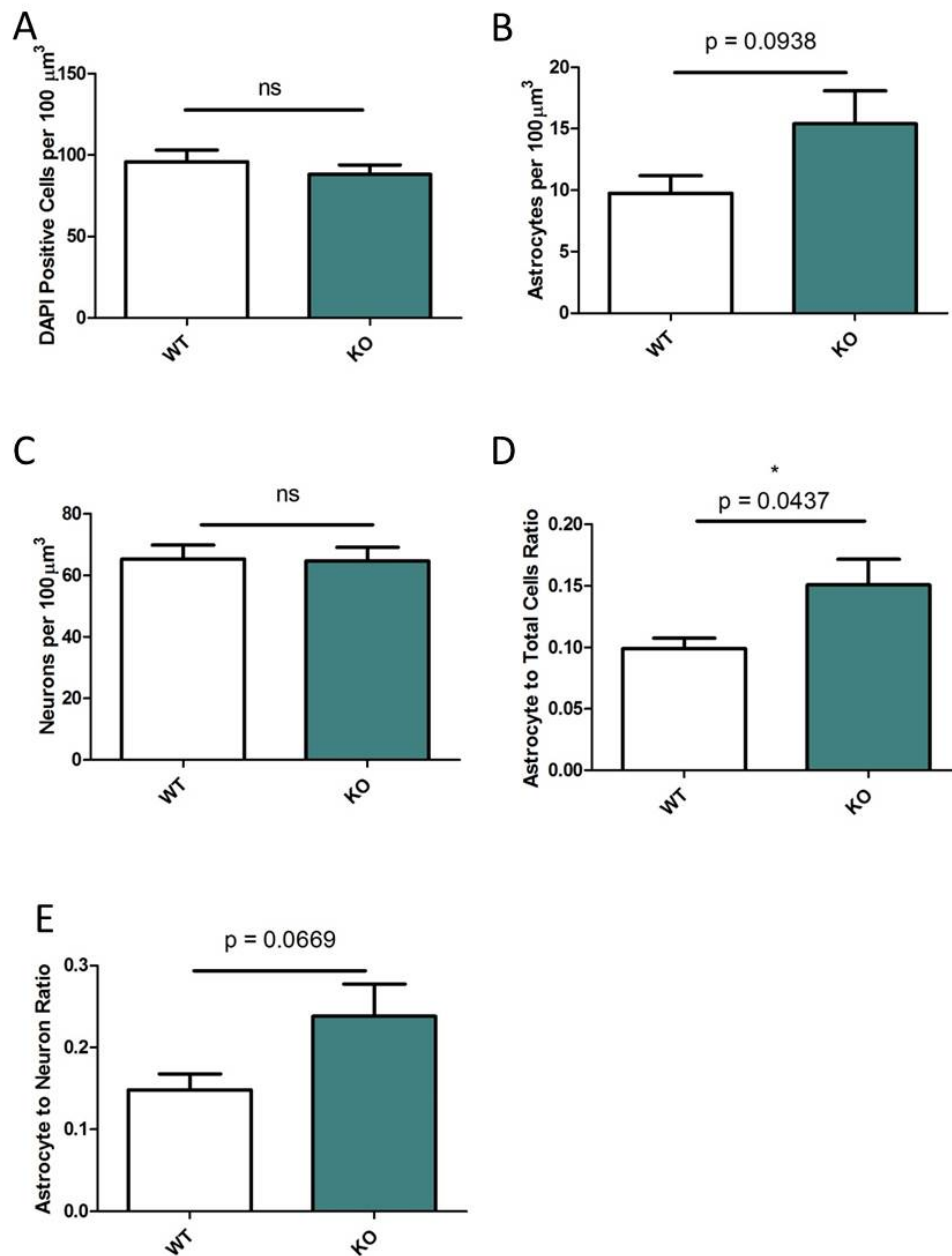 A
DAPI Positive Cells per 100 μm³
150
100
50
0
ns
WT
KO
B
Astrocytes per 100μm³
20
15
10
5
0
p = 0.0938
WT
KO
C
Neurons per 100μm³
80
60
40
20
0
ns
WT
KO
D
Astrocyte to Total Cells Ratio
0.20
0.15
0.10
0.05
0.00
*
p = 0.0437
WT
KO
E
Astrocyte to Neuron Ratio
0.3
0.2
0.1
0.0
p = 0.0669
WT
KO